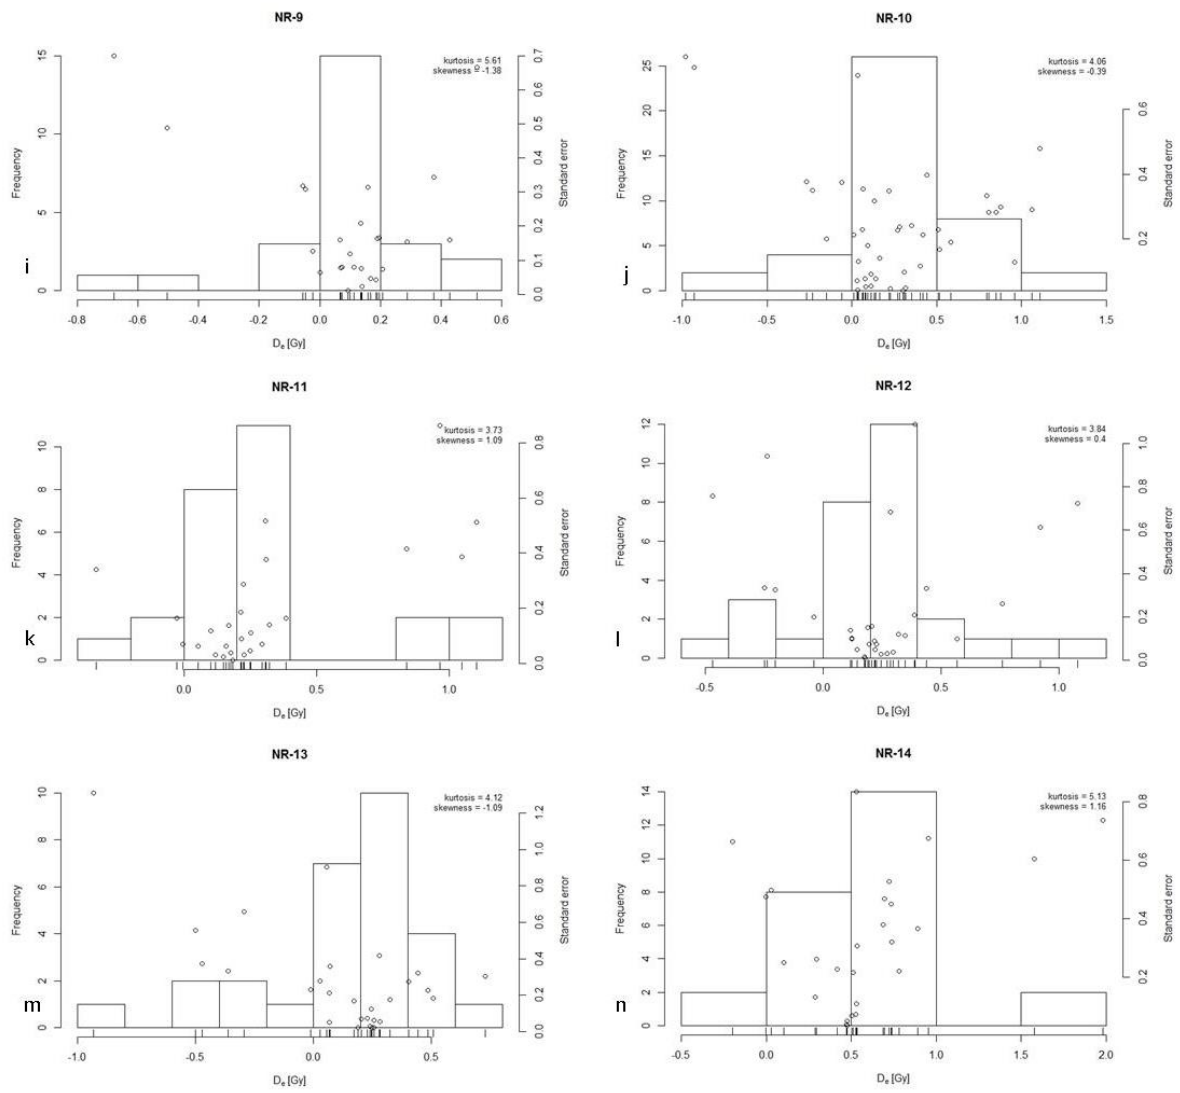 NR-9
kurtosis = 5.61
skewness = -1.38
Frequency
0 5 10 15
Standard error
0.0 0.1 0.2 0.3 0.4 0.5 0.6 0.7
-0.8 -0.6 -0.4 -0.2 0.0 0.2 0.4 0.6
De [Gy]
i
NR-10
kurtosis = 4.06
skewness = -0.39
Frequency
0 5 10 15 20 25
Standard error
0.2 0.4 0.6
-1.0 -0.5 0.0 0.5 1.0 1.5
De [Gy]
j
NR-11
kurtosis = 3.73
skewness = 1.09
Frequency
0 2 4 6 8 10
Standard error
0.0 0.2 0.4 0.6 0.8
0.0 0.5 1.0
De [Gy]
k
NR-12
kurtosis = 3.84
skewness = 0.4
Frequency
0 2 4 6 8 10 12
Standard error
0.0 0.2 0.4 0.6 0.8 1.0
-0.5 0.0 0.5 1.0
De [Gy]
l
NR-13
kurtosis = 4.12
skewness = -1.09
Frequency
0 2 4 6 8 10
Standard error
0.0 0.2 0.4 0.6 0.8 1.0 1.2
-1.0 -0.5 0.0 0.5
De [Gy]
m
NR-14
kurtosis = 5.13
skewness = 1.16
Frequency
0 2 4 6 8 10 12 14
Standard error
0.2 0.4 0.6 0.8
-0.5 0.0 0.5 1.0 1.5 2.0
De [Gy]
n